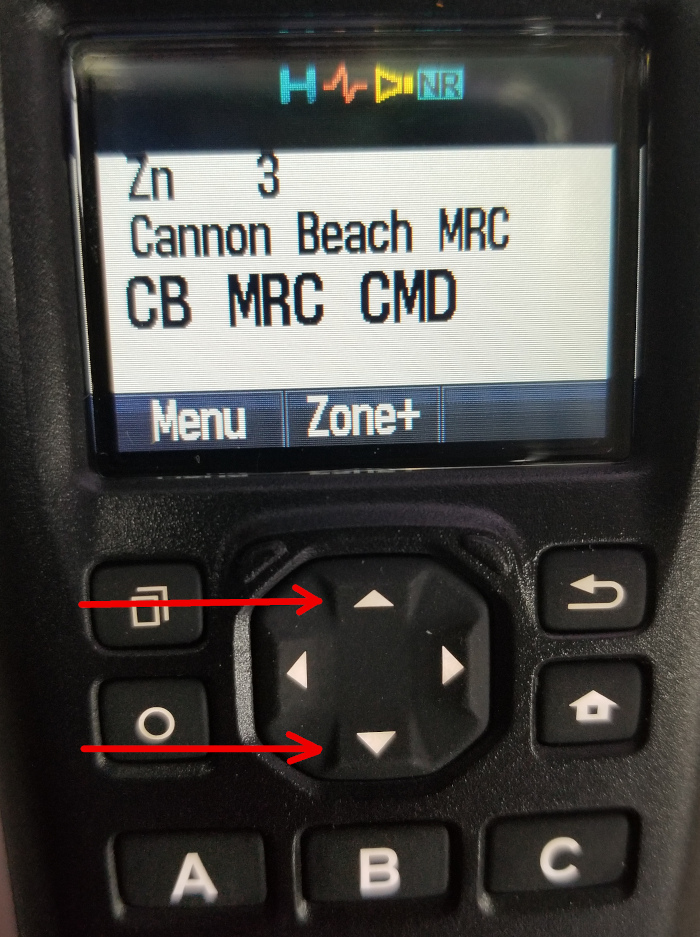 H NR
Zn 3
Cannon Beach MRC
CB MRC CMD
Menu Zone+
A B C